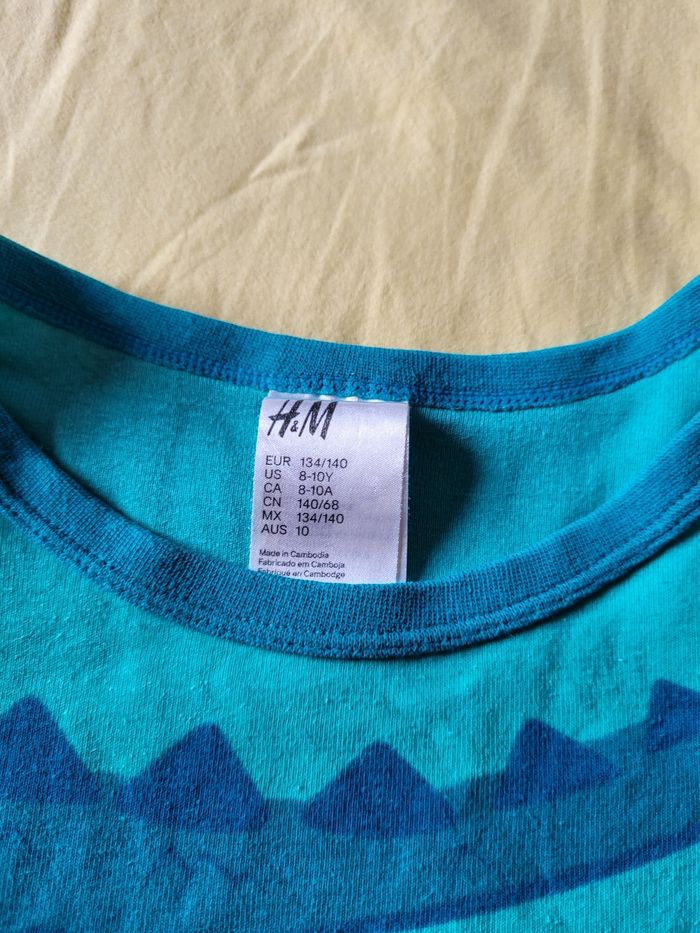 H&M
EUR 134/140
US 8-10Y
CA 8-10A
CN 140/68
MX 134/140
AUS 10
Made in Cambodia
Fabricado em Camboja
Fabriqué en Cambodge